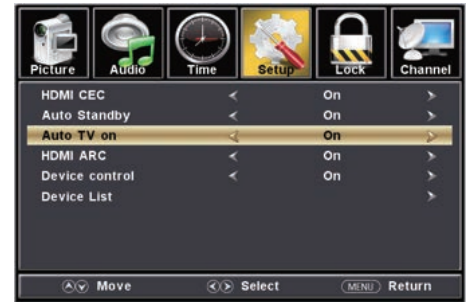 Picture Audio Time Setup Lock Channel
HDMI CEC On
Auto Standby On
Auto TV on On
HDMI ARC On
Device control On
Device List
Move Select MENU Return